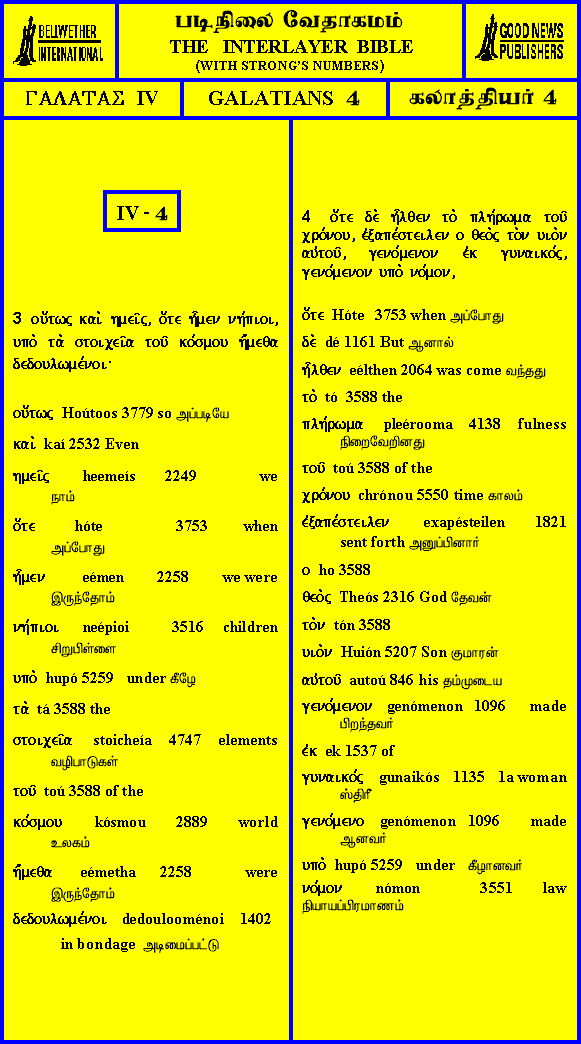 BELLWETHER
INTERNATIONAL
படிநிலை வேதாகமம்
THE INTERLAYER BIBLE
(WITH STRONG'S NUMBERS)
GOOD NEWS
PUBLISHERS
ΓΑΛΑΤΑΣ IV
GALATIANS 4
கலாத்தியர் 4
IV - 4
3 οὕτως καὶ ημεῖς, ὅτε ἦμεν νήπιοι,
υπὸ τὰ στοιχεῖα τοῦ κόσμου ἤμεθα
δεδουλωμένοι·
οὕτως Hoútoos 3779 so அப்படியே
καὶ kaí 2532 Even
ημεῖς heemeís 2249 we
நாம்
ὅτε hóte 3753 when
அப்போது
ἦμεν eémen 2258 we were
இருந்தோம்
νήπιοι neépioi 3516 children
சிறுபிள்ளை
υπὸ hupó 5259 under கீழே
τὰ tá 3588 the
στοιχεῖα stoicheía 4747 elements
வழிபாடுகள்
τοῦ toú 3588 of the
κόσμου kósmou 2889 world
உலகம்
ἤμεθα eémetha 2258 were
இருந்தோம்
δεδουλωμένοι dedoulooménoi 1402
in bondage அடிமைப்பட்டு
4 ὅτε δὲ ἦλθεν τὸ πλήρωμα τοῦ
χρόνου, ἐξαπέστειλεν ο θεὸς τὸν υιὸν
αὐτοῦ, γενόμενον ἐκ γυναικός,
γενόμενον υπὸ νόμον,
ὅτε Hóte 3753 when அப்போது
δὲ dé 1161 But ஆனால்
ἦλθεν eélthen 2064 was come வந்தது
τὸ tó 3588 the
πλήρωμα pleérooma 4138 fulness
நிறைவேறினது
τοῦ toú 3588 of the
χρόνου chrónou 5550 time காலம்
ἐξαπέστειλεν exapésteilen 1821
sent forth அனுப்பினார்
ο ho 3588
θεὸς Theós 2316 God தேவன்
τὸν tón 3588
υιὸν Huión 5207 Son குமாரன்
αὐτοῦ autoú 846 his தம்முடைய
γενόμενον genómenon 1096 made
பிறந்தவர்
ἐκ ek 1537 of
γυναικός gunaikós 1135 1a woman
ஸ்திரீ
γενόμενο genómenon 1096 made
ஆனவர்
υπὸ hupó 5259 under கீழானவர்
νόμον nómon 3551 law
நியாயப்பிரமாணம்